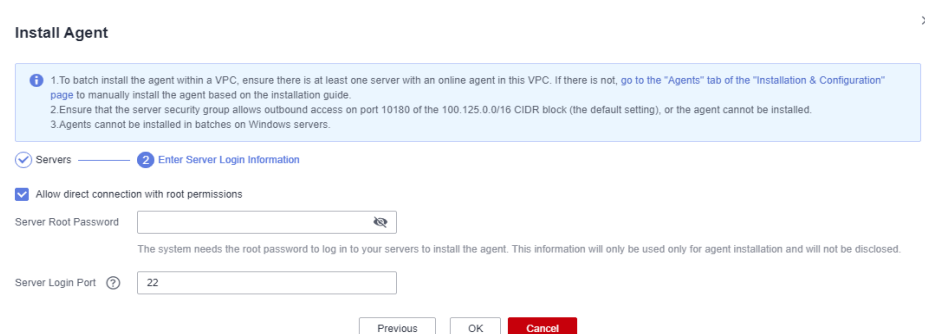 Install Agent
1.To batch install the agent within a VPC, ensure there is at least one server with an online agent in this VPC. If there is not, go to the "Agents" tab of the "Installation & Configuration"
page to manually install the agent based on the installation guide.
2.Ensure that the server security group allows outbound access on port 10180 of the 100.125.0.0/16 CIDR block (the default setting), or the agent cannot be installed.
3.Agents cannot be installed in batches on Windows servers.
Servers 2 Enter Server Login Information
Allow direct connection with root permissions
Server Root Password
The system needs the root password to log in to your servers to install the agent. This information will only be used only for agent installation and will not be disclosed.
Server Login Port ? 22
Previous OK Cancel